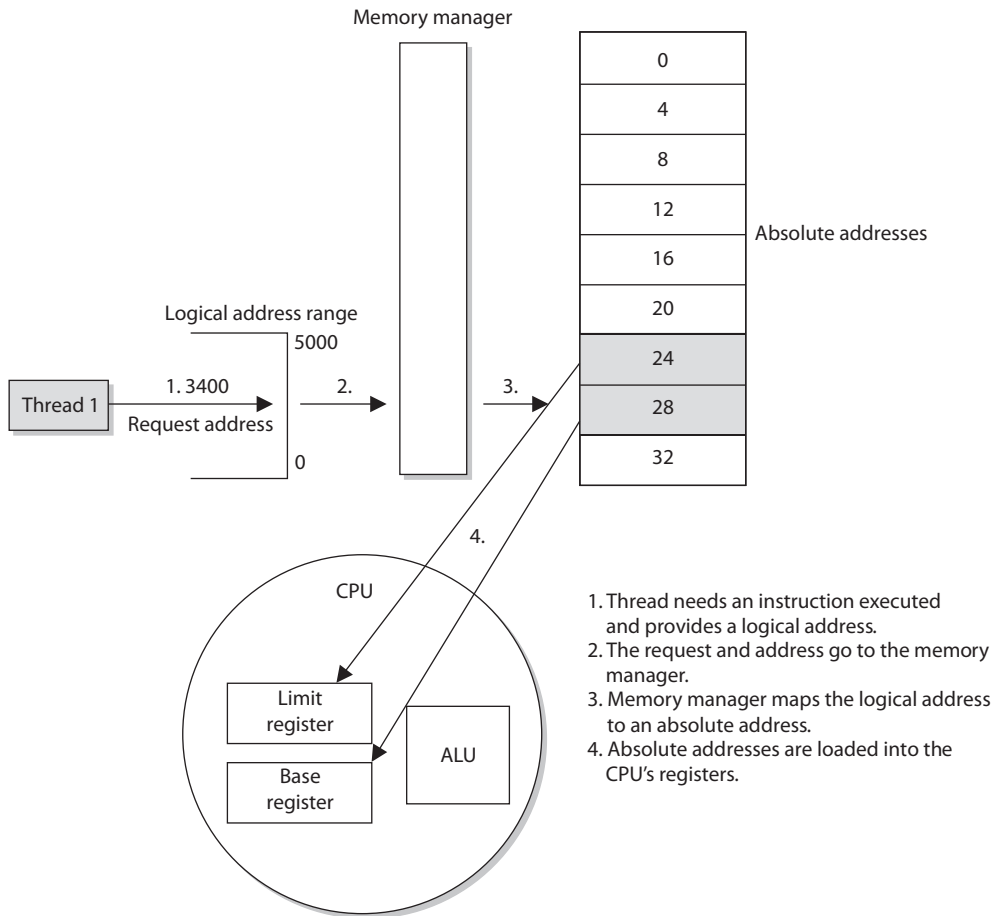 Memory manager
0
4
8
12
16
20
24
28
32
Absolute addresses
Logical address range
5000
0
Thread 1
1. 3400
Request address
2.
3.
4.
CPU
Limit
register
Base
register
ALU
1. Thread needs an instruction executed
and provides a logical address.
2. The request and address go to the memory
manager.
3. Memory manager maps the logical address
to an absolute address.
4. Absolute addresses are loaded into the
CPU's registers.